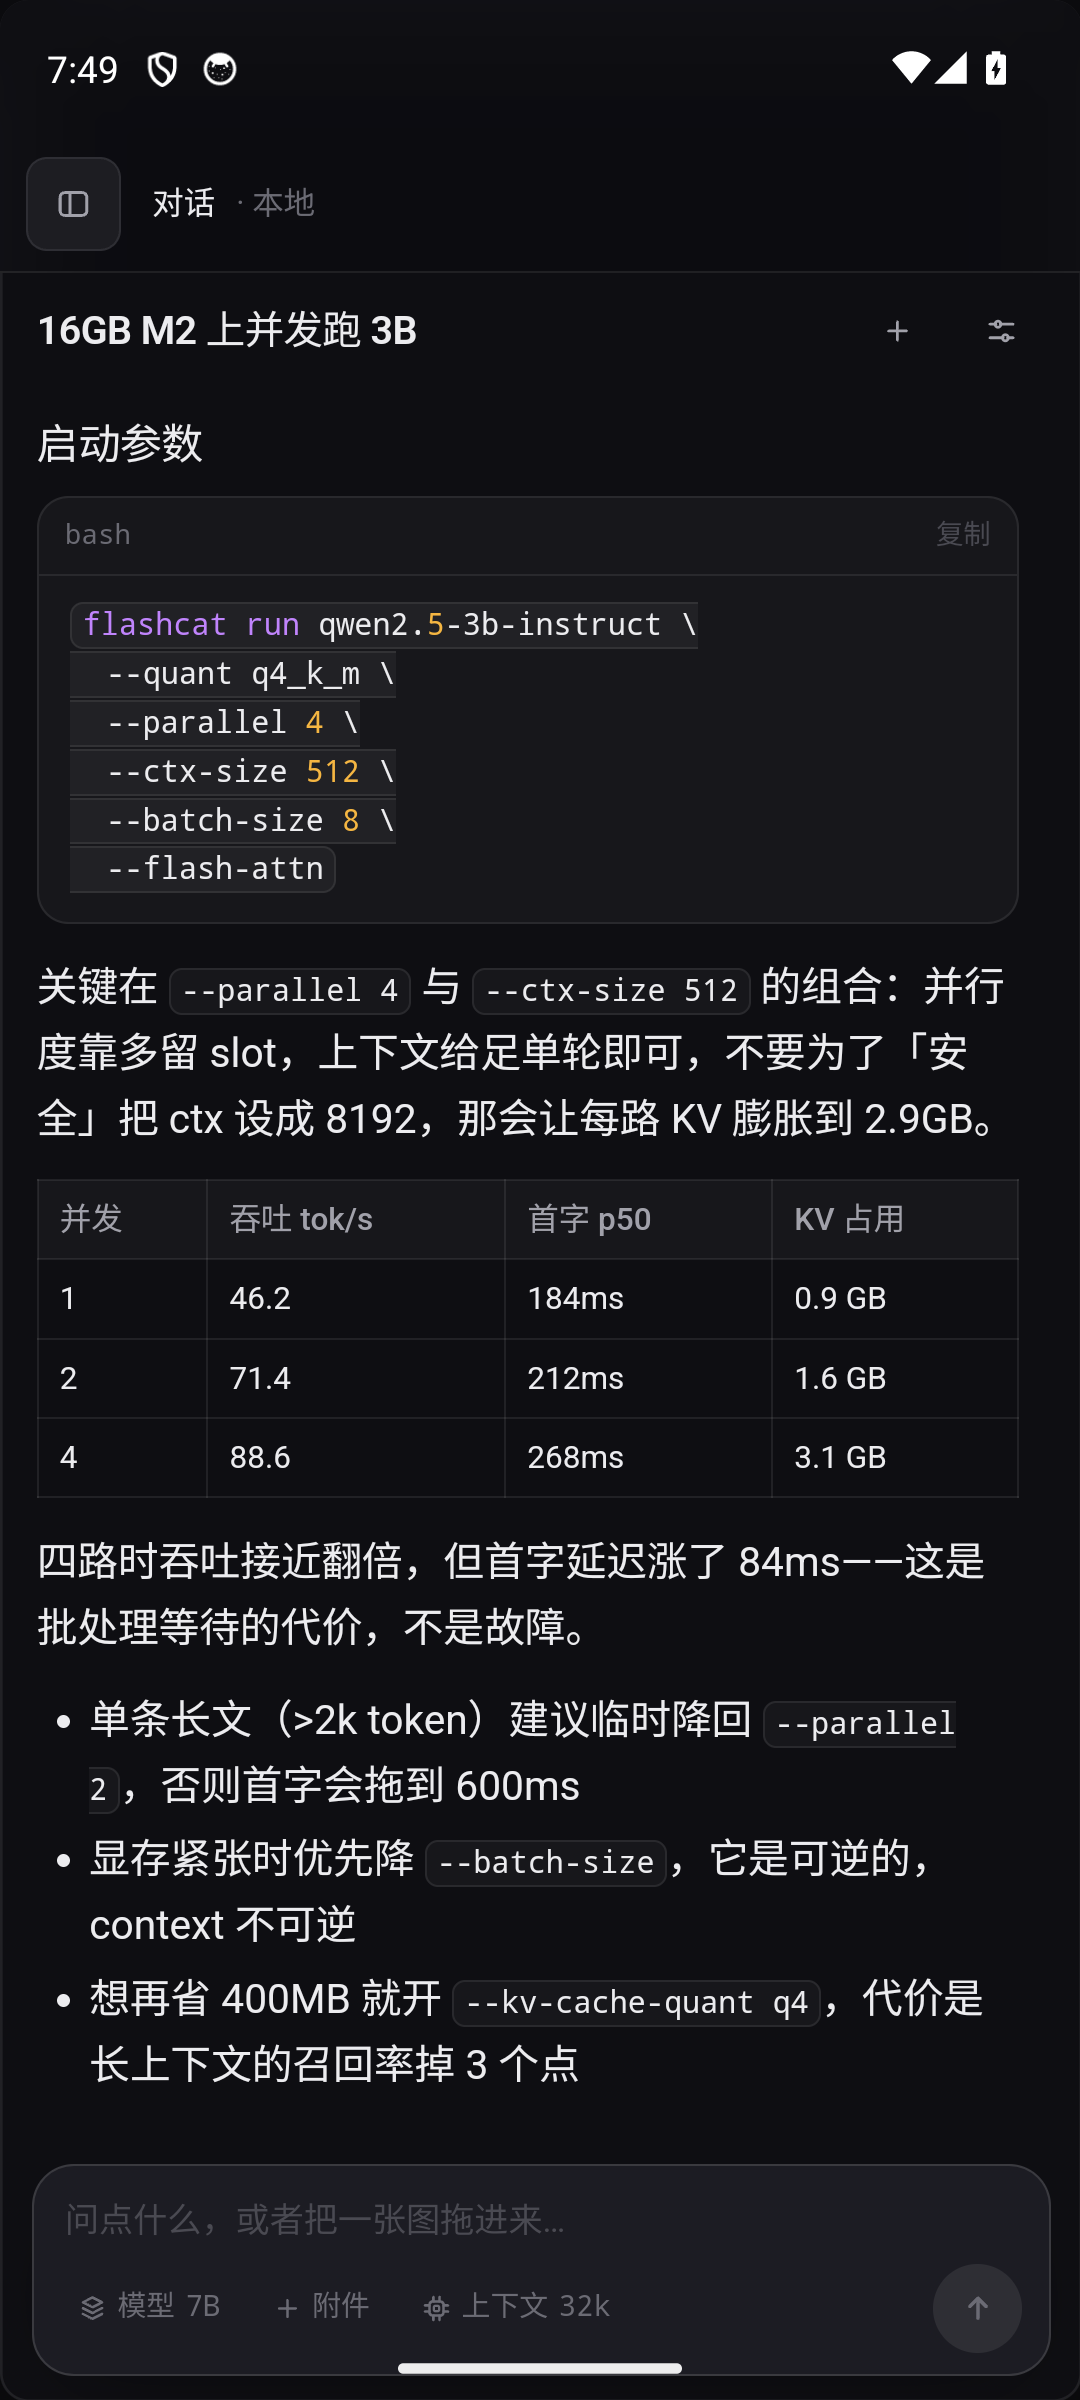 7:49
对话 · 本地
16GB M2 上并发跑 3B
启动参数
bash 复制
flashcat run qwen2.5-3b-instruct \
--quant q4_k_m \
--parallel 4 \
--ctx-size 512 \
--batch-size 8 \
--flash-attn
关键在 --parallel 4 与 --ctx-size 512 的组合：并行
度靠多留 slot，上下文给足单轮即可，不要为了「安
全」把 ctx 设成 8192，那会让每路 KV 膨胀到 2.9GB。
并发 吞吐 tok/s 首字 p50 KV 占用
1 46.2 184ms 0.9 GB
2 71.4 212ms 1.6 GB
4 88.6 268ms 3.1 GB
四路时吞吐接近翻倍，但首字延迟涨了 84ms——这是
批处理等待的代价，不是故障。
• 单条长文（>2k token）建议临时降回 --parallel
2，否则首字会拖到 600ms
• 显存紧张时优先降 --batch-size，它是可逆的，
context 不可逆
• 想再省 400MB 就开 --kv-cache-quant q4，代价是
长上下文的召回率掉 3 个点
问点什么，或者把一张图拖进来…
模型 7B 附件 上下文 32k